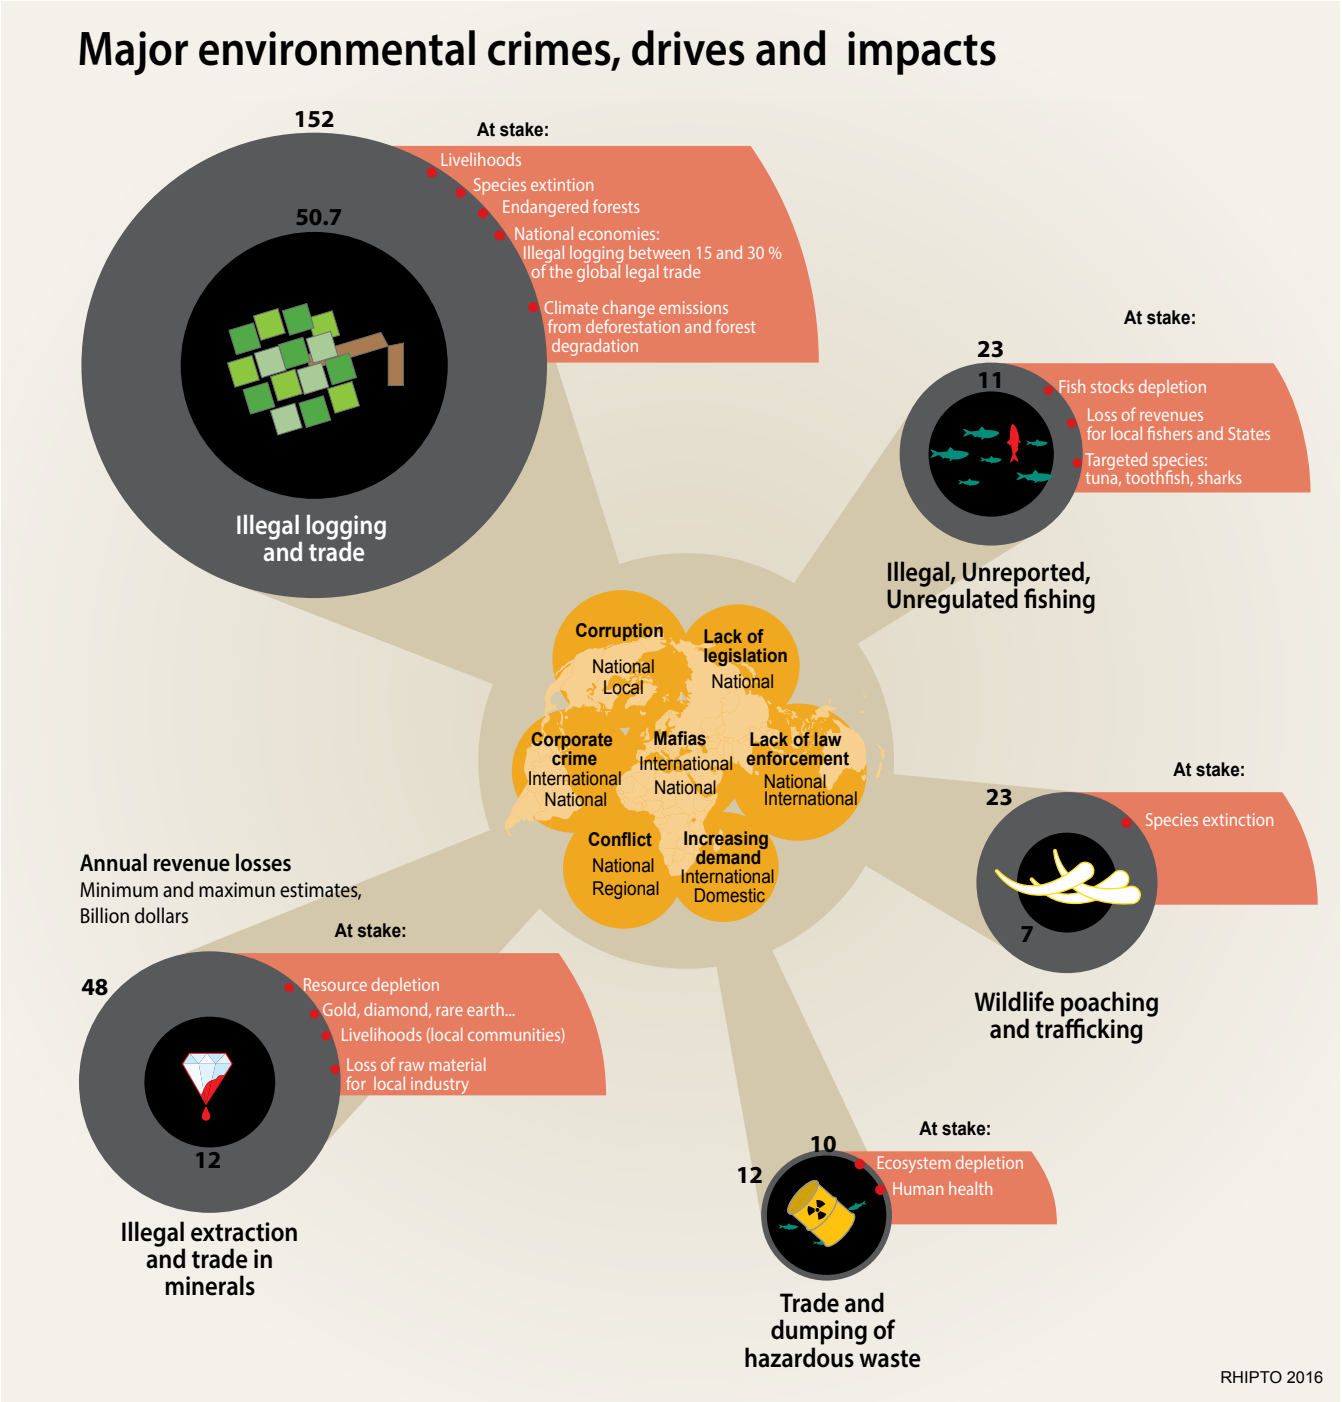 Major environmental crimes, drives and impacts
152
50.7
Illegal logging
and trade
At stake:
Livelihoods
Species extintion
Endangered forests
National economies:
Illegal logging between 15 and 30 %
of the global legal trade
Climate change emissions
from deforestation and forest
degradation
At stake:
23
11
Fish stocks depletion
Loss of revenues
for local fishers and States
Targeted species:
tuna, toothfish, sharks
Illegal, Unreported,
Unregulated fishing
Corruption
National
Local
Lack of
legislation
National
Corporate
crime
International
National
Mafias
International
National
Lack of law
enforcement
National
International
Conflict
National
Regional
Increasing
demand
International
Domestic
At stake:
23
7
Species extinction
Wildlife poaching
and trafficking
Annual revenue losses
Minimum and maximun estimates,
Billion dollars
At stake:
48
12
Resource depletion
Gold, diamond, rare earth...
Livelihoods (local communities)
Loss of raw material
for local industry
Illegal extraction
and trade in
minerals
At stake:
10
12
Ecosystem depletion
Human health
Trade and
dumping of
hazardous waste
RHIPTO 2016